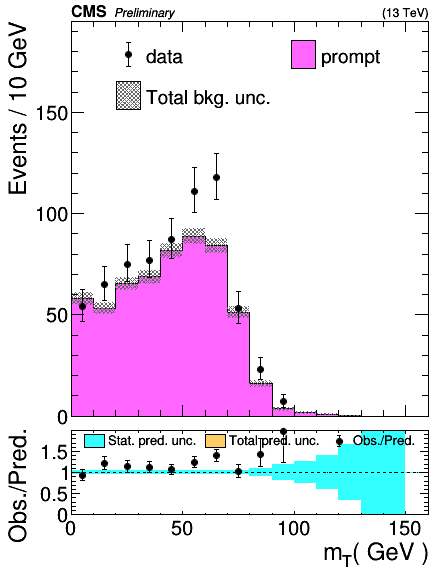 CMS Preliminary (13 TeV)
Events / 10 GeV
data prompt
Total bkg. unc.
150
100
50
0
Obs./Pred.
Stat. pred. unc. Total pred. unc. Obs./Pred.
1.5
1
0.5
0
0 50 100 150
m_T( GeV )